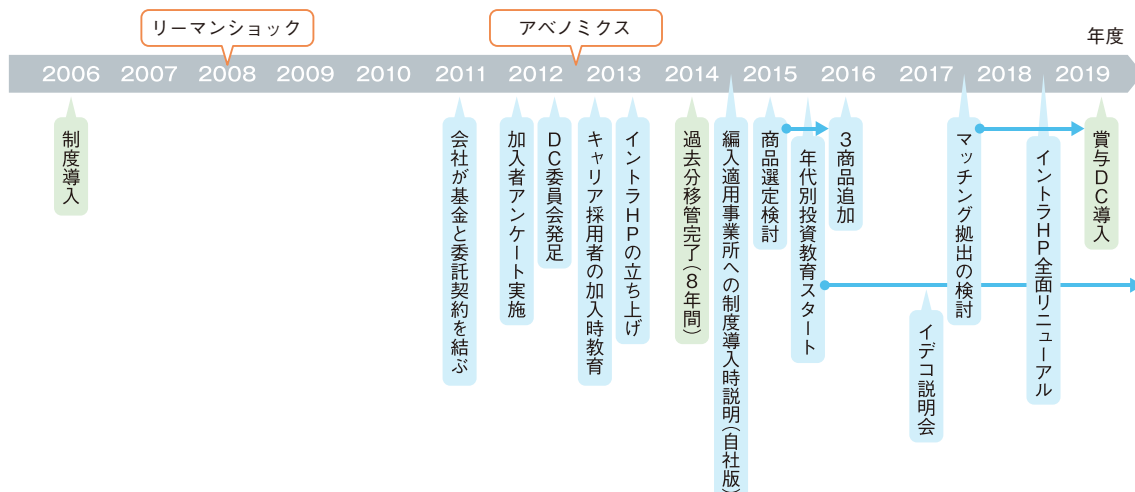 リーマンショック
アベノミクス
年度
2006 2007 2008 2009 2010 2011 2012 2013 2014 2015 2016 2017 2018 2019
制度導入
会社が基金と委託契約を結ぶ
加入者アンケート実施
DC委員会発足
キャリア採用者の加入時教育
イントラHPの立ち上げ
過去分移管完了(8年間)
編入適用事業所への制度導入時説明(自社版)
商品選定検討
年代別投資教育スタート
3商品追加
イデコ説明会
マッチング拠出の検討
イントラHP全面リニューアル
賞与DC導入